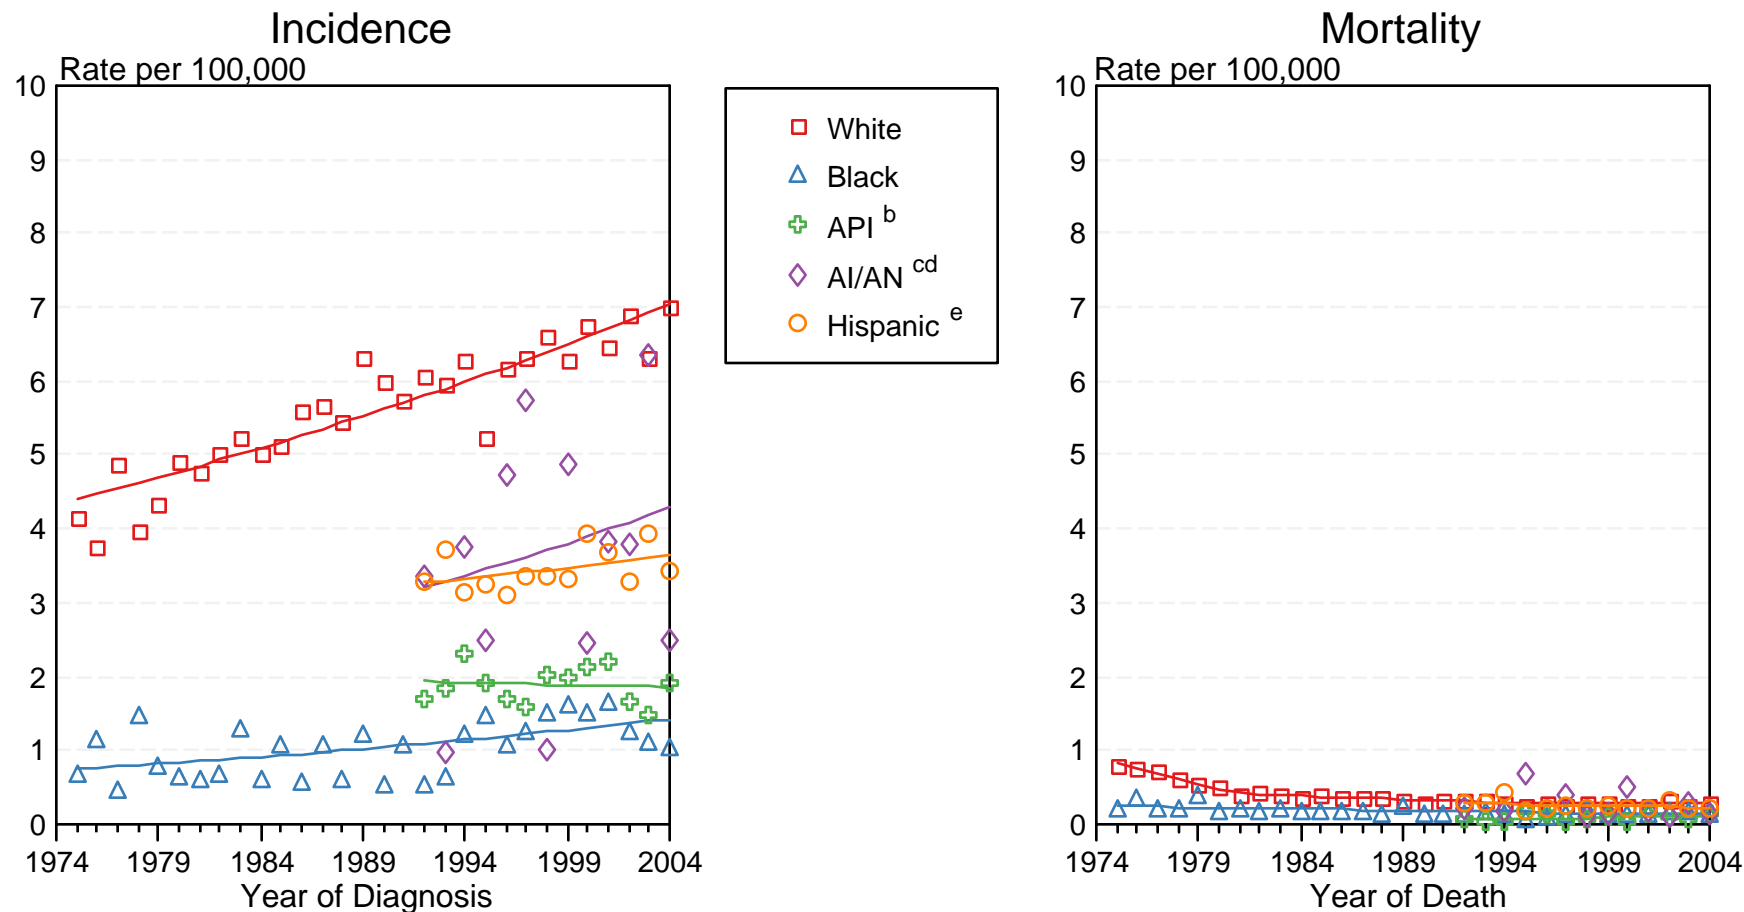 Incidence
Rate per 100,000
10
9
8
7
6
5
4
3
2
1
0
1974 1979 1984 1989 1994 1999 2004
Year of Diagnosis
White
Black
API b
AI/AN cd
Hispanic e
Mortality
Rate per 100,000
10
9
8
7
6
5
4
3
2
1
0
1974 1979 1984 1989 1994 1999 2004
Year of Death